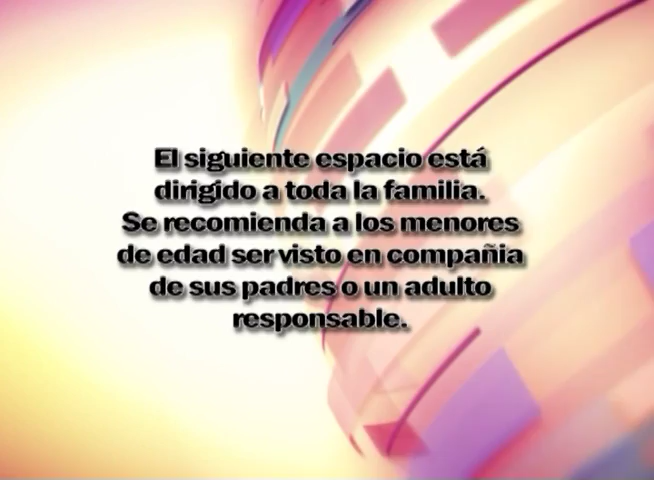 El siguiente espacio está
dirigido a toda la familia.
Se recomienda a los menores
de edad ser visto en compañia
de sus padres o un adulto
responsable.